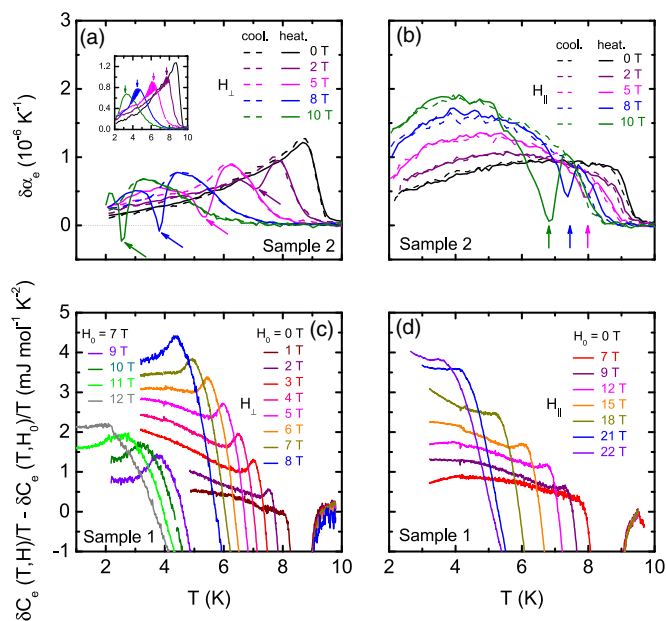 (a)
cool. heat.
H⊥
0 T
2 T
5 T
8 T
10 T
1.2
0.8
0.4
0.0
2 4 6 8 10
3
2
1
0
δα_e (10^-6 K^-1)
Sample 2
(b)
cool. heat.
H||
0 T
2 T
5 T
8 T
10 T
Sample 2
(c)
H_0 = 7 T
9 T
10 T
11 T
12 T
H_0 = 0 T
1 T
2 T
3 T
4 T
5 T
6 T
7 T
8 T
H⊥
5
4
3
2
1
0
-1
δC_e (T,H)/T - δC_e (T,H_0)/T (mJ mol^-1 K^-2)
Sample 1
2 4 6 8 10
T (K)
(d)
H_0 = 0 T
7 T
9 T
12 T
15 T
18 T
21 T
22 T
H||
Sample 1
2 4 6 8 10
T (K)